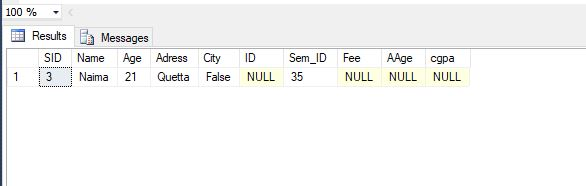 100 %
Results Messages
SID Name Age Adress City ID Sem_ID Fee AAge cgpa
1 3 Naima 21 Quetta False NULL 35 NULL NULL NULL